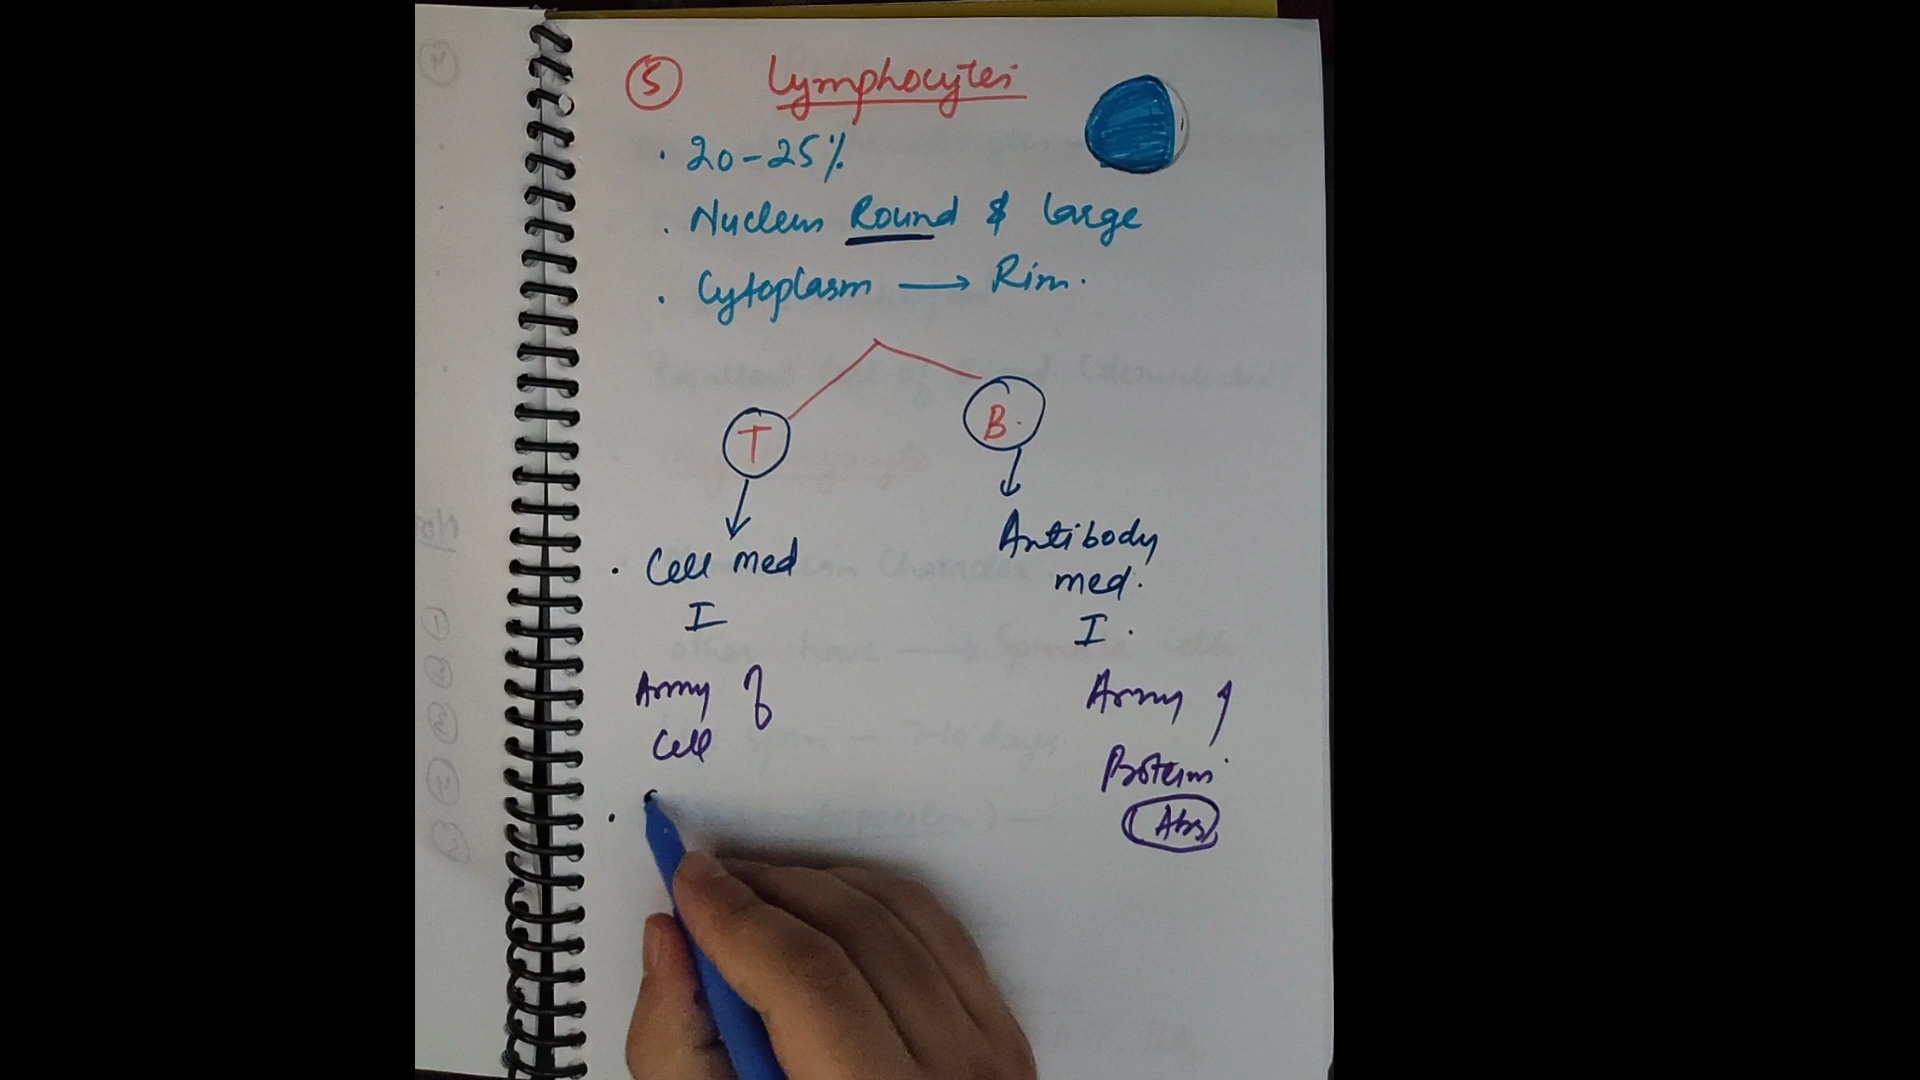 5 Lymphocytes
· 20-25%
· Nucleus Round & Large
· Cytoplasm → Rim.
T
B.
· Cell med
I
Antibody
med.
I.
Army of
Cell
Army of
Proteins
Abs